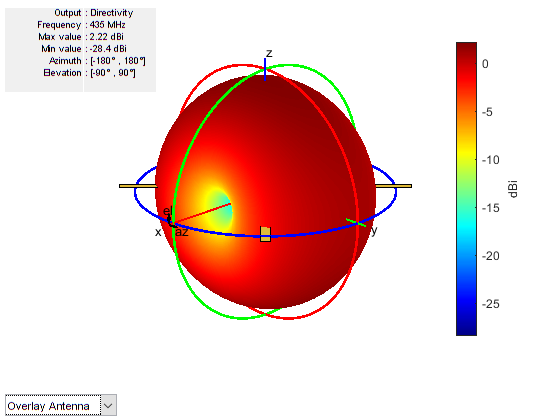 Output : Directivity
Frequency : 435 MHz
Max value : 2.22 dBi
Min value : -28.4 dBi
Azimuth : [-180° , 180°]
Elevation : [-90° , 90°]
z
el
x
az
y
0
-5
-10
-15
-20
-25
dBi
Overlay Antenna